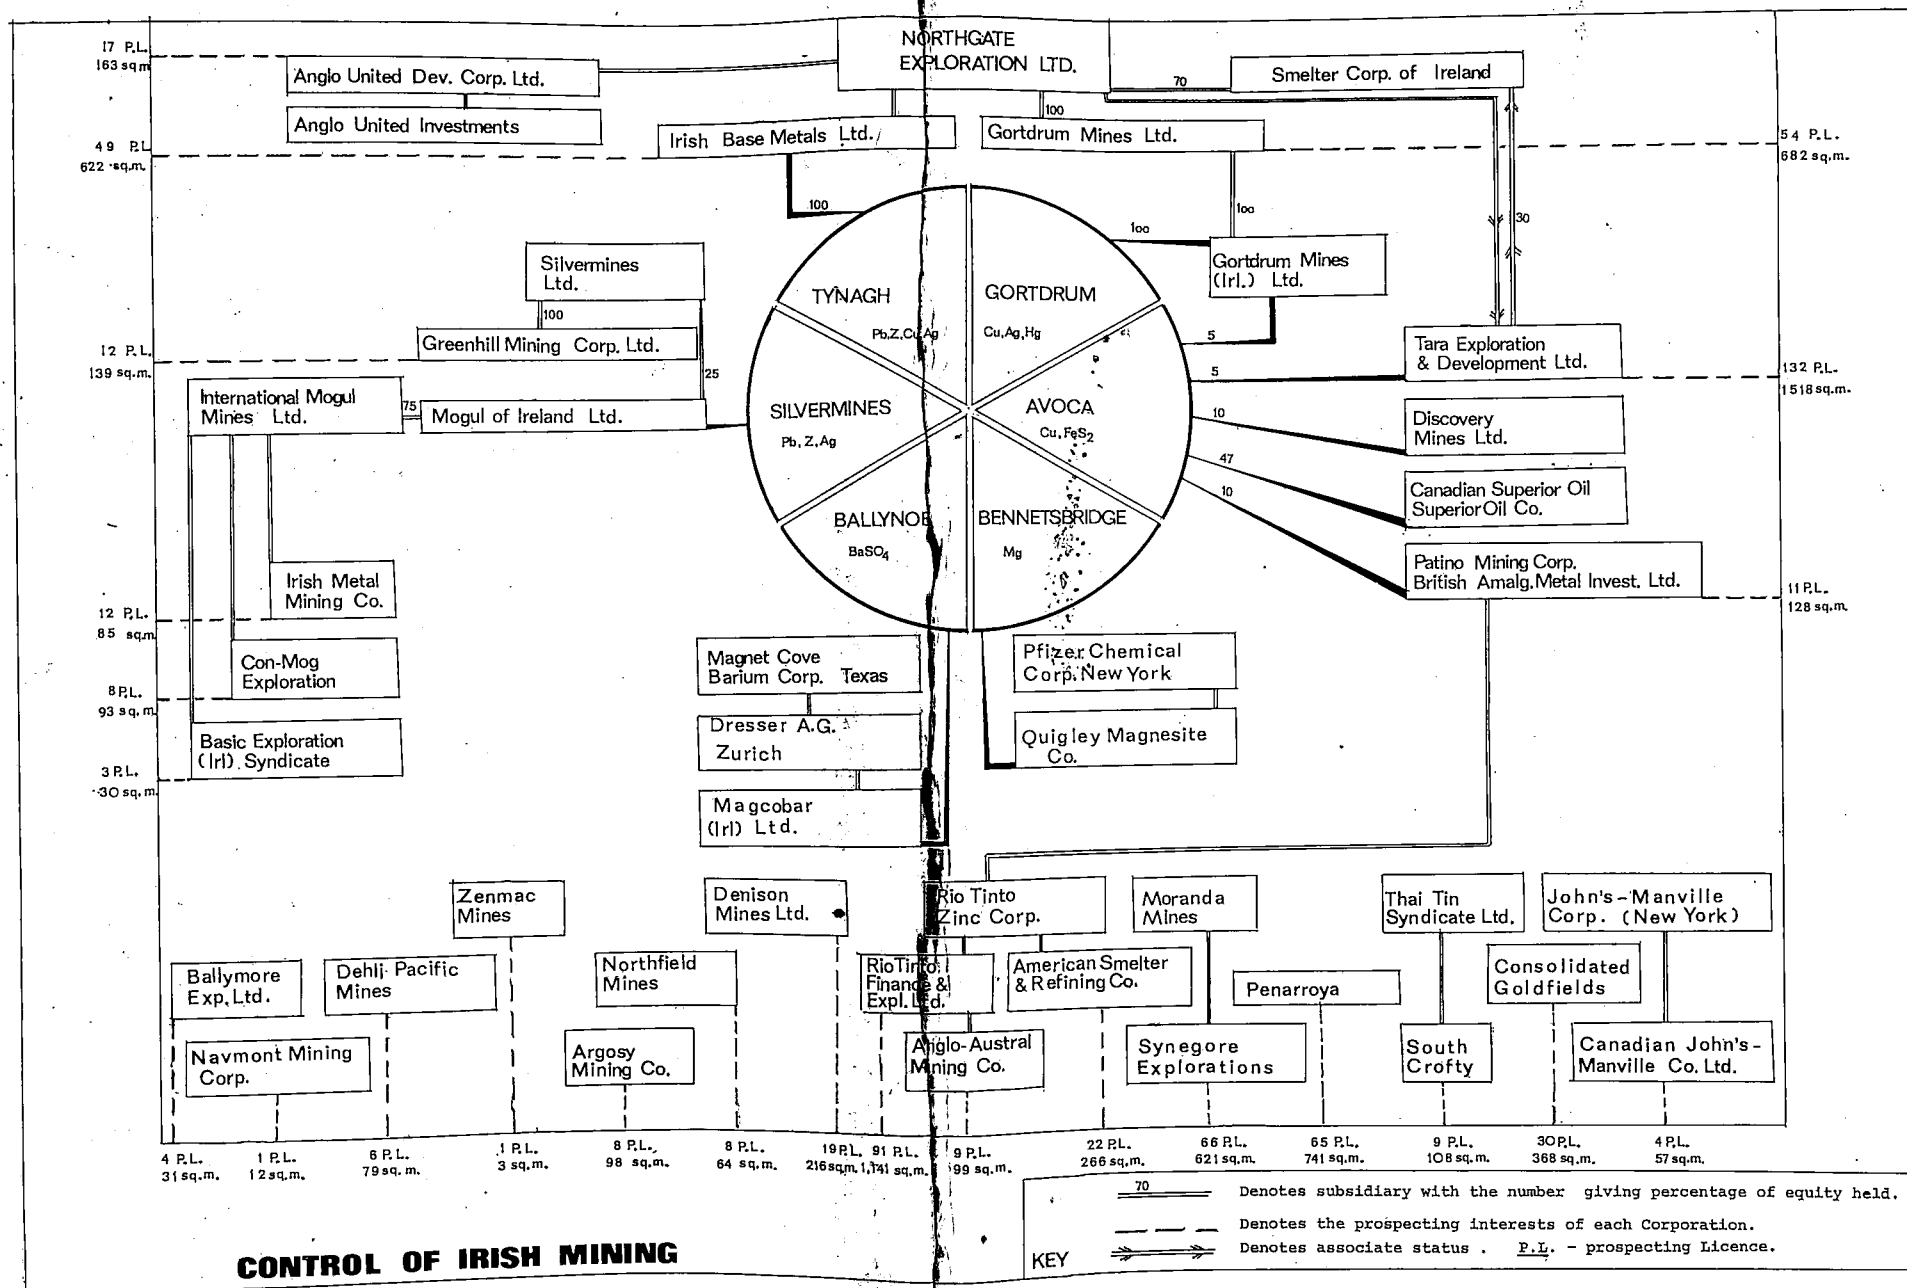 NORTHGATE
EXPLORATION LTD.
17 P.L.
163 sq.m
Anglo United Dev. Corp. Ltd.
70
Smelter Corp. of Ireland
Anglo United Investments
Irish Base Metals Ltd.
100
Gortdrum Mines Ltd.
49 P.L
622 sq.m.
54 P.L.
682 sq.m.
100
100
100
30
Silvermines
Ltd.
Gortdrum Mines
(Irl.) Ltd.
TYNAGH
Pb,Z,Cu,Ag
GORTDRUM
Cu,Ag,Hg
100
Greenhill Mining Corp. Ltd.
5
Tara Exploration
& Development Ltd.
12 P.L.
139 sq.m.
25
5
132 P.L.
1518 sq.m.
International Mogul
Mines Ltd.
75
Mogul of Ireland Ltd.
SILVERMINES
Pb, Z, Ag
AVOCA
Cu, FeS2
10
Discovery
Mines Ltd.
47
Canadian Superior Oil
Superior Oil Co.
10
BALLYNOE
BaSO4
BENNETSBRIDGE
Mg
Patino Mining Corp.
British Amalg. Metal Invest. Ltd.
11 P.L.
128 sq.m.
Irish Metal
Mining Co.
12 P.L.
85 sq.m
Con-Mog
Exploration
8 P.L.
93 sq.m
Basic Exploration
(Irl). Syndicate
3 P.L.
30 sq.m.
Magnet Cove
Barium Corp. Texas
Dresser A.G.
Zurich
Magcobar
(Irl) Ltd.
Pfizer Chemical
Corp. New York
Quigley Magnesite
Co.
Zenmac
Mines
Denison
Mines Ltd.
Rio Tinto
Zinc Corp.
Moranda
Mines
Thai Tin
Syndicate Ltd.
John's-Manville
Corp. (New York)
Ballymore
Exp. Ltd.
Dehli Pacific
Mines
Northfield
Mines
Rio Tinto
Finance &
Expl. Ltd.
American Smelter
& Refining Co.
Penarroya
Consolidated
Goldfields
Navmont Mining
Corp.
Argosy
Mining Co.
Anglo-Austral
Mining Co.
Synegore
Explorations
South
Crofty
Canadian John's-
Manville Co. Ltd.
4 P.L.
31 sq.m.
1 P.L.
12 sq.m.
6 P.L.
79 sq.m.
1 P.L.
3 sq.m.
8 P.L.
98 sq.m.
8 P.L.
64 sq.m.
19 P.L.
216 sq.m.
91 P.L.
1,141 sq.m.
9 P.L.
99 sq.m.
22 P.L.
266 sq.m.
66 P.L.
621 sq.m.
65 P.L.
741 sq.m.
9 P.L.
108 sq.m.
30 P.L.
368 sq.m.
4 P.L.
57 sq.m.
70
Denotes subsidiary with the number giving percentage of equity held.
Denotes the prospecting interests of each Corporation.
KEY
Denotes associate status . P.L. - prospecting Licence.
CONTROL OF IRISH MINING